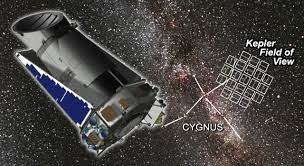 Kepler
Field of
View
CYGNUS